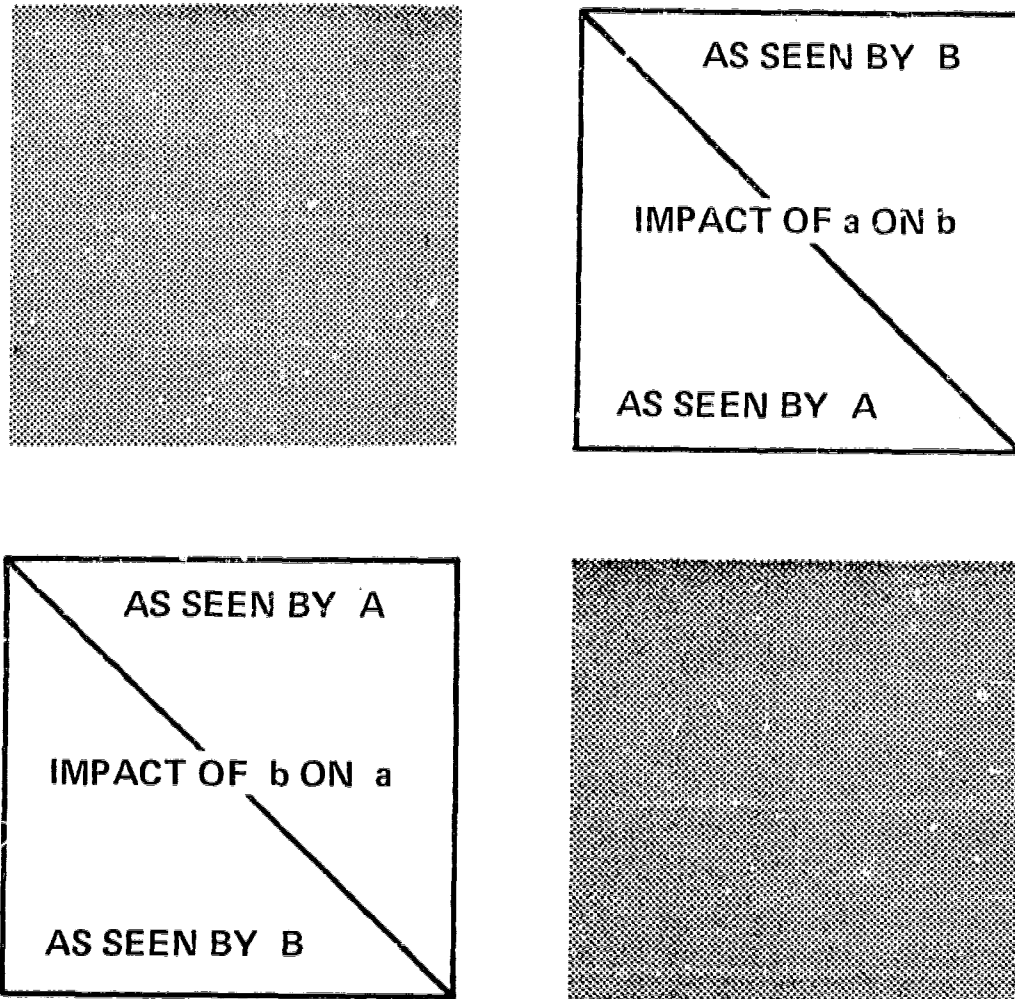 AS SEEN BY B
IMPACT OF a ON b
AS SEEN BY A
AS SEEN BY A
IMPACT OF b ON a
AS SEEN BY B